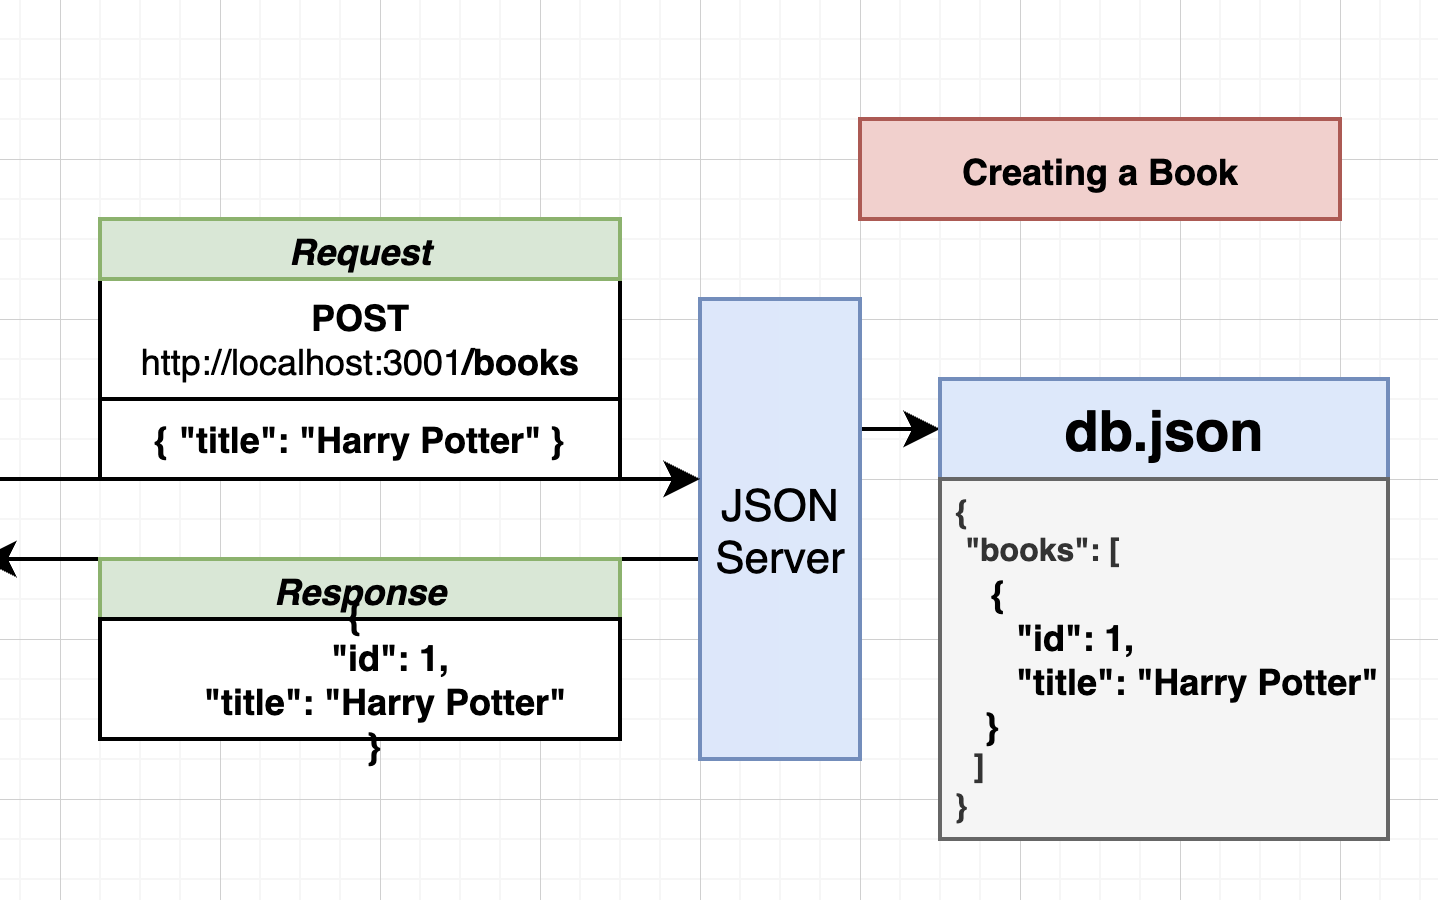 Creating a Book
Request
POST
http://localhost:3001/books
{ "title": "Harry Potter" }
Response
{
"id": 1,
"title": "Harry Potter"
}
JSON
Server
db.json
{
"books": [
{
"id": 1,
"title": "Harry Potter"
}
]
}